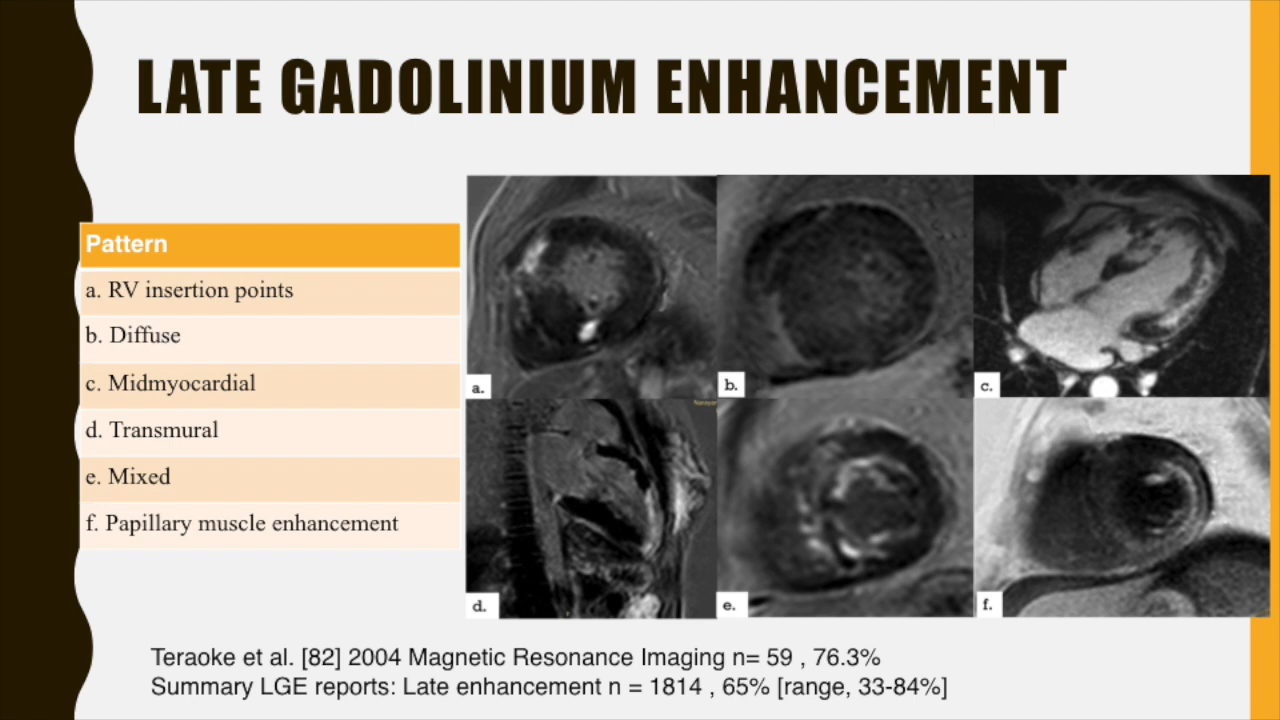 LATE GADOLINIUM ENHANCEMENT
Pattern
a. RV insertion points
b. Diffuse
c. Midmyocardial
d. Transmural
e. Mixed
f. Papillary muscle enhancement
a.
b.
c.
d.
e.
f.
Teraoke et al. [82] 2004 Magnetic Resonance Imaging n= 59 , 76.3%
Summary LGE reports: Late enhancement n = 1814 , 65% [range, 33-84%]